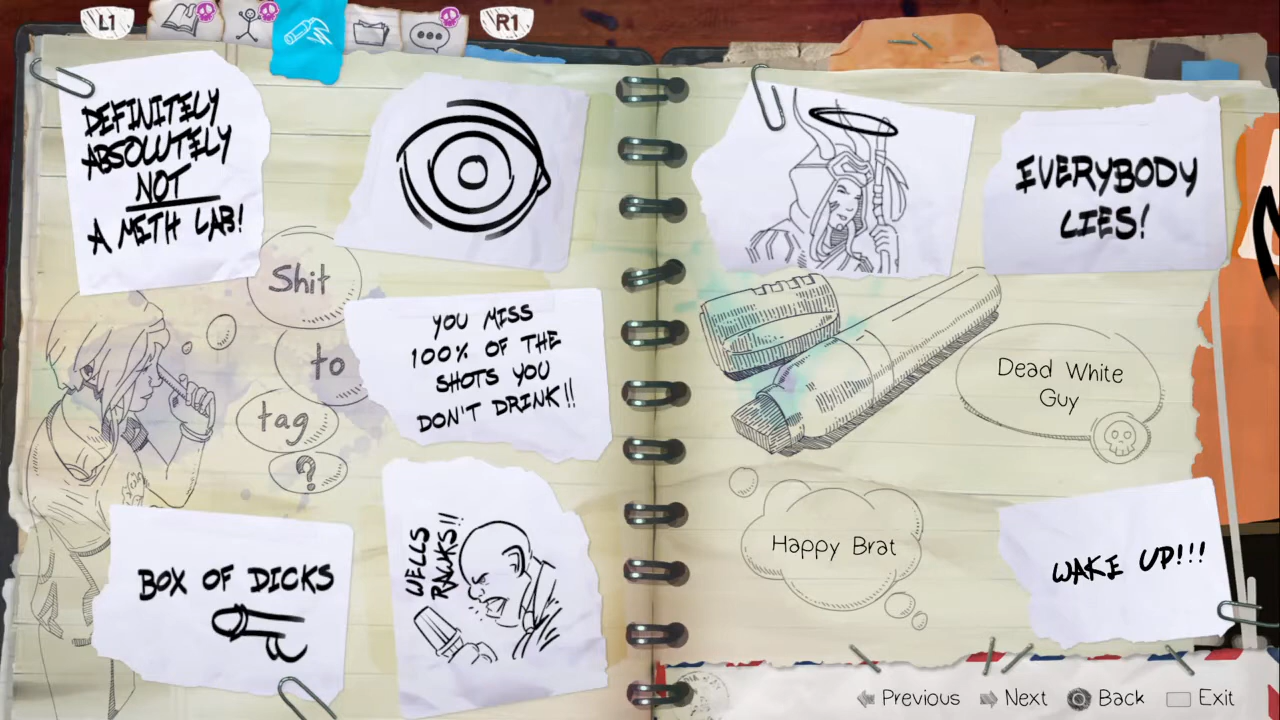 L1
R1
DEFINITELY
ABSOLUTELY
NOT
A METH LAB!
Shit
to
tag
?
YOU MISS
100% OF THE
SHOTS YOU
DON'T DRINK!!
BOX OF DICKS
WELLS
RACKS!!
EVERYBODY
LIES!
Dead White
Guy
Happy Brat
WAKE UP!!!
Previous
Next
Back
Exit